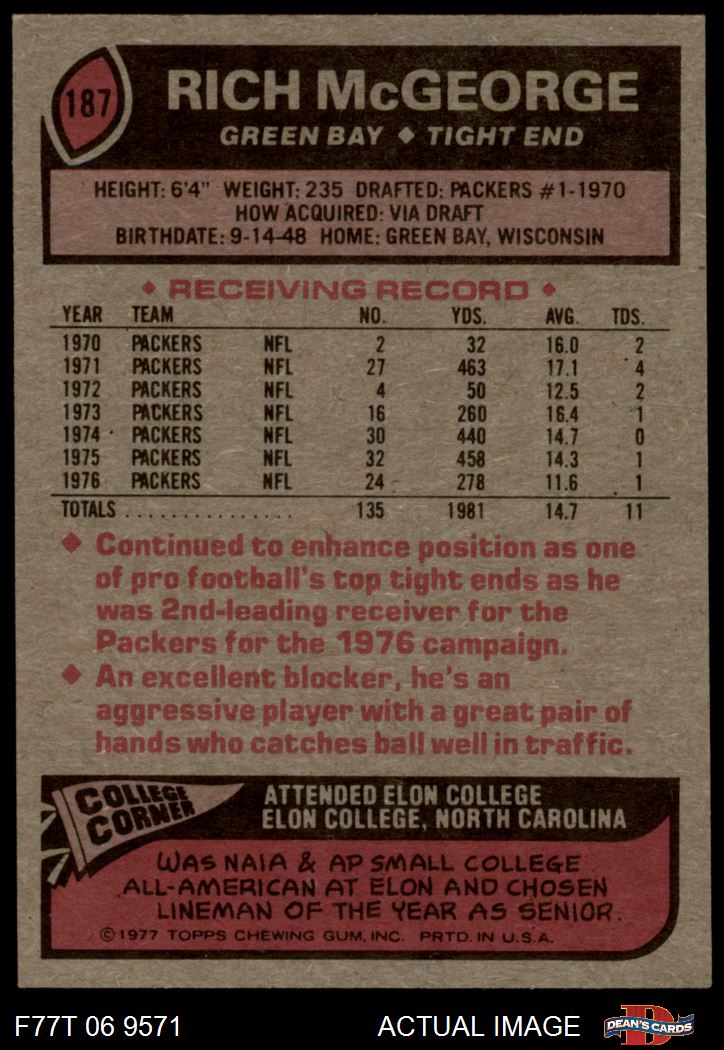 187
RICH McGEORGE
GREEN BAY ◆ TIGHT END
HEIGHT: 6'4" WEIGHT: 235 DRAFTED: PACKERS #1-1970
HOW ACQUIRED: VIA DRAFT
BIRTHDATE: 9-14-48 HOME: GREEN BAY, WISCONSIN
◆ RECEIVING RECORD ◆
YEAR TEAM NO. YDS. AVG. TDS.
1970 PACKERS NFL 2 32 16.0 2
1971 PACKERS NFL 27 463 17.1 4
1972 PACKERS NFL 4 50 12.5 2
1973 PACKERS NFL 16 260 16.4 1
1974 PACKERS NFL 30 440 14.7 0
1975 PACKERS NFL 32 458 14.3 1
1976 PACKERS NFL 24 278 11.6 1
TOTALS . . . . . . . . . . . . . . . 135 1981 14.7 11
◆ Continued to enhance position as one
of pro football's top tight ends as he
was 2nd-leading receiver for the
Packers for the 1976 campaign.
◆ An excellent blocker, he's an
aggressive player with a great pair of
hands who catches ball well in traffic.
COLLEGE
CORNER
ATTENDED ELON COLLEGE
ELON COLLEGE, NORTH CAROLINA
WAS NAIA & AP SMALL COLLEGE
ALL-AMERICAN AT ELON AND CHOSEN
LINEMAN OF THE YEAR AS SENIOR.
©1977 TOPPS CHEWING GUM, INC. PRTD. IN U.S.A.
F77T 06 9571 ACTUAL IMAGE
D
DEAN'S CARDS